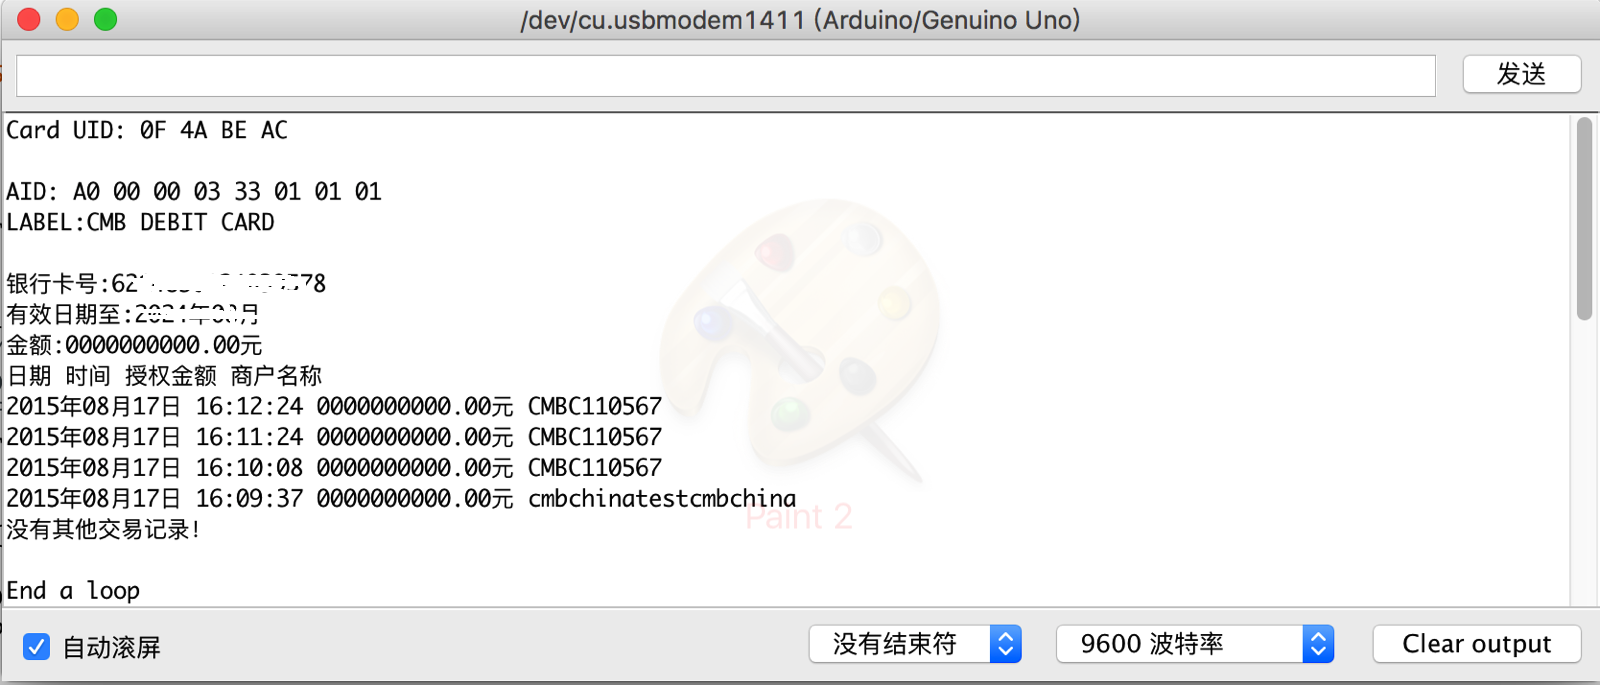 /dev/cu.usbmodem1411 (Arduino/Genuino Uno)
发送
Card UID: 0F 4A BE AC
AID: A0 00 00 03 33 01 01 01
LABEL:CMB DEBIT CARD
银行卡号:
有效日期至:
金额:0000000000.00元
日期 时间 授权金额 商户名称
2015年08月17日 16:12:24 0000000000.00元 CMBC110567
2015年08月17日 16:11:24 0000000000.00元 CMBC110567
2015年08月17日 16:10:08 0000000000.00元 CMBC110567
2015年08月17日 16:09:37 0000000000.00元 cmbchinatestcmbchina
Paint 2
没有其他交易记录!
End a loop
自动滚屏
没有结束符
9600 波特率
Clear output